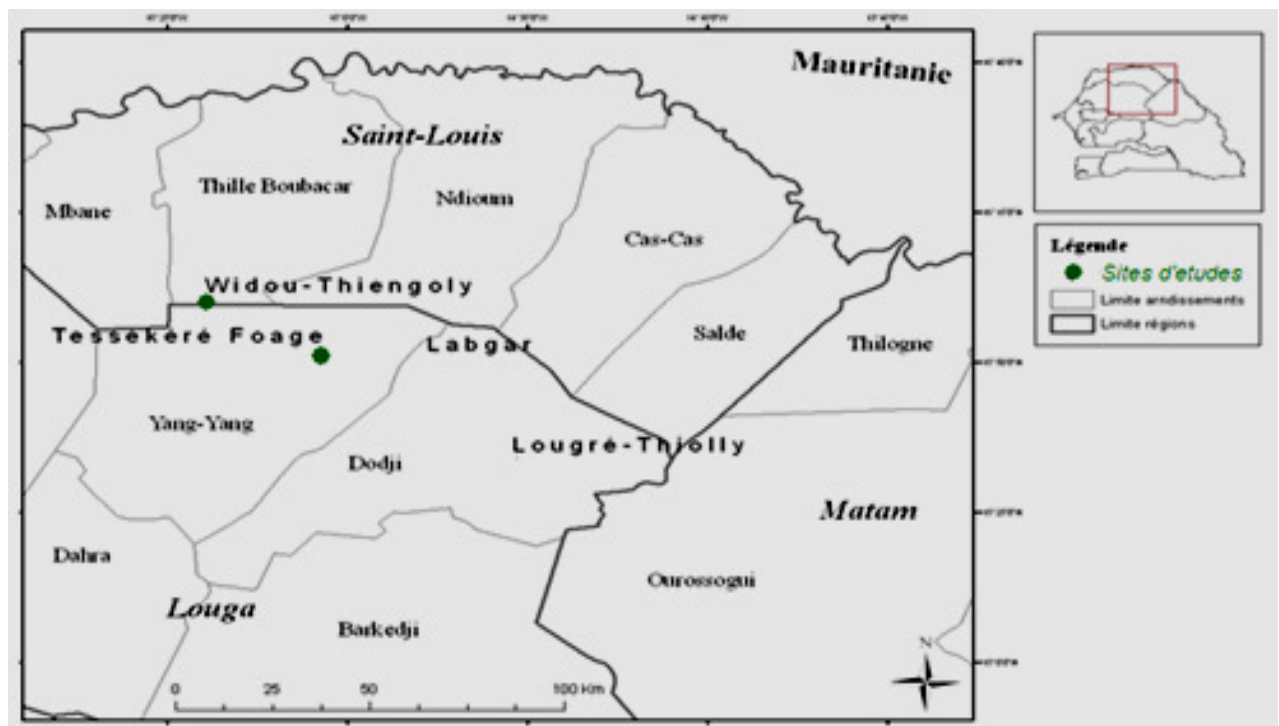 Mauritanie
Saint-Louis
Thille Boubacar
Ndioum
Mbane
Cas-Cas
Widou-Thiengoly
Tessékéré Foage
Labgar
Salde
Thilogne
Yang-Yang
Lougré-Thiolly
Dodji
Matam
Dahra
Ourossogui
Louga
Barkedji
N
0 25 50 100 Km
Légende
Sites d'etudes
Limite arndissements
Limite régions